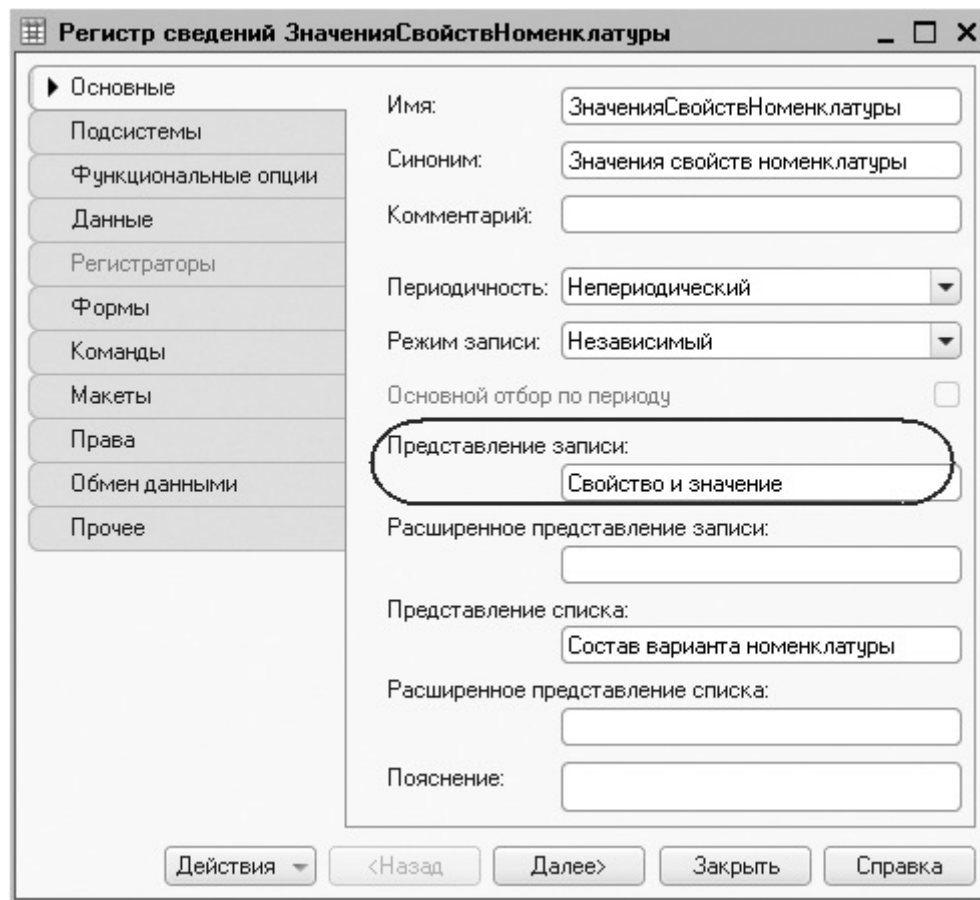 Регистр сведений ЗначенияСвойствНоменклатуры
Основные
Подсистемы
Функциональные опции
Данные
Регистраторы
Формы
Команды
Макеты
Права
Обмен данными
Прочее
Имя: ЗначенияСвойствНоменклатуры
Синоним: Значения свойств номенклатуры
Комментарий:
Периодичность: Непериодический
Режим записи: Независимый
Основной отбор по периоду
Представление записи:
Свойство и значение
Расширенное представление записи:
Представление списка:
Состав варианта номенклатуры
Расширенное представление списка:
Пояснение:
Действия <Назад Далее> Закрыть Справка